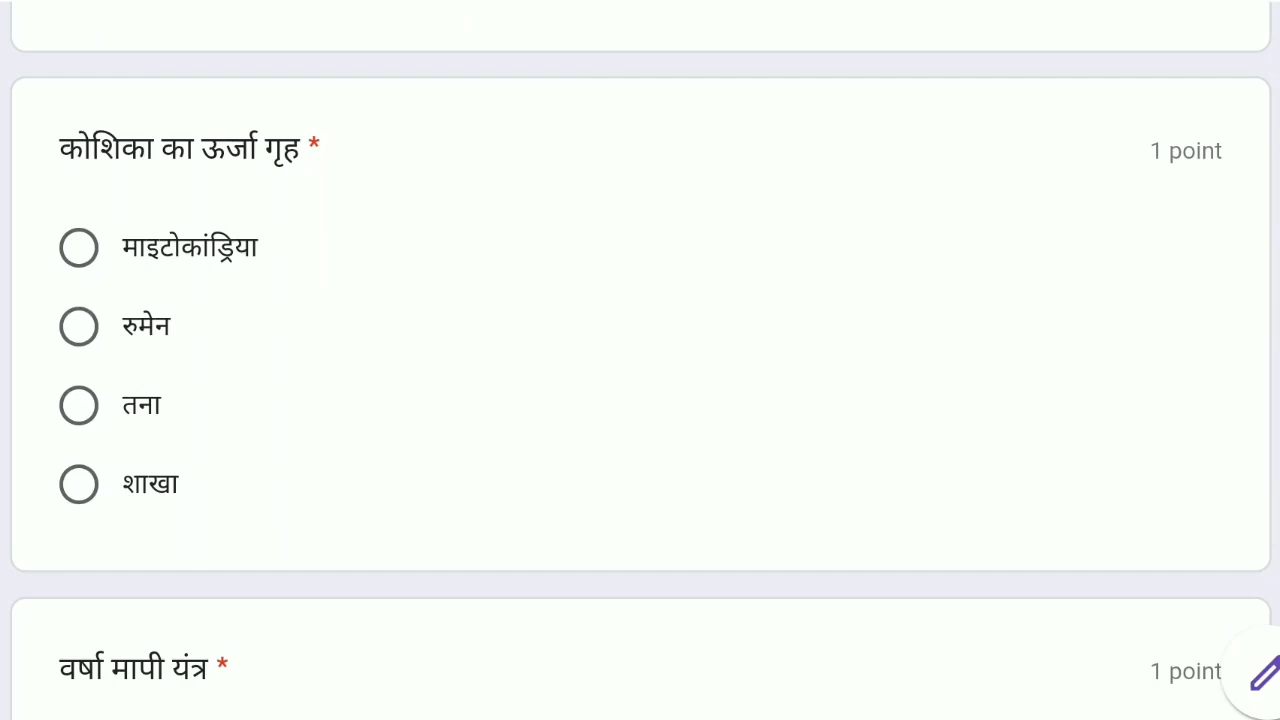 कोशिका का ऊर्जा गृह *
1 point
माइटोकांड्रिया
रुमेन
तना
शाखा
वर्षा मापी यंत्र *
1 point